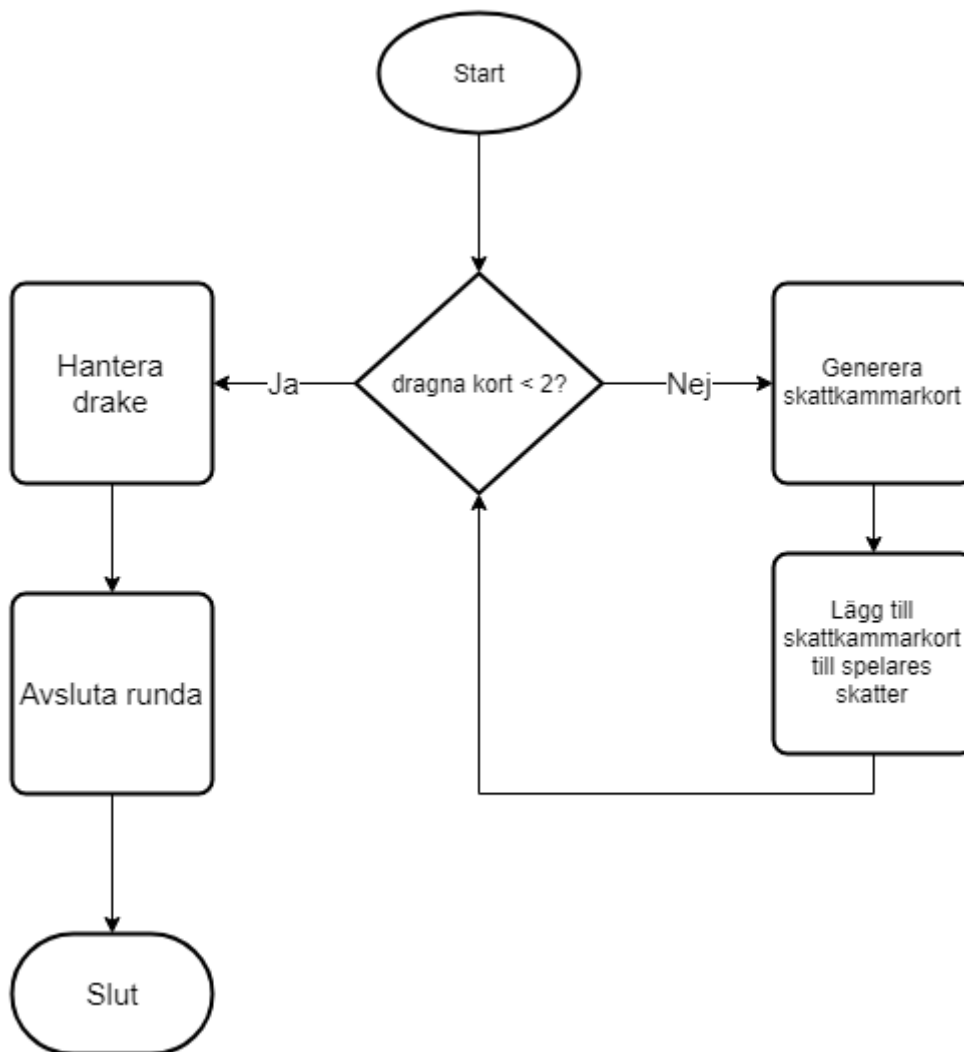 Start
Hantera
drake
Ja
dragna kort < 2?
Nej
Generera
skattkammarkort
Lägg till
skattkammarkort
till spelares
skatter
Avsluta runda
Slut